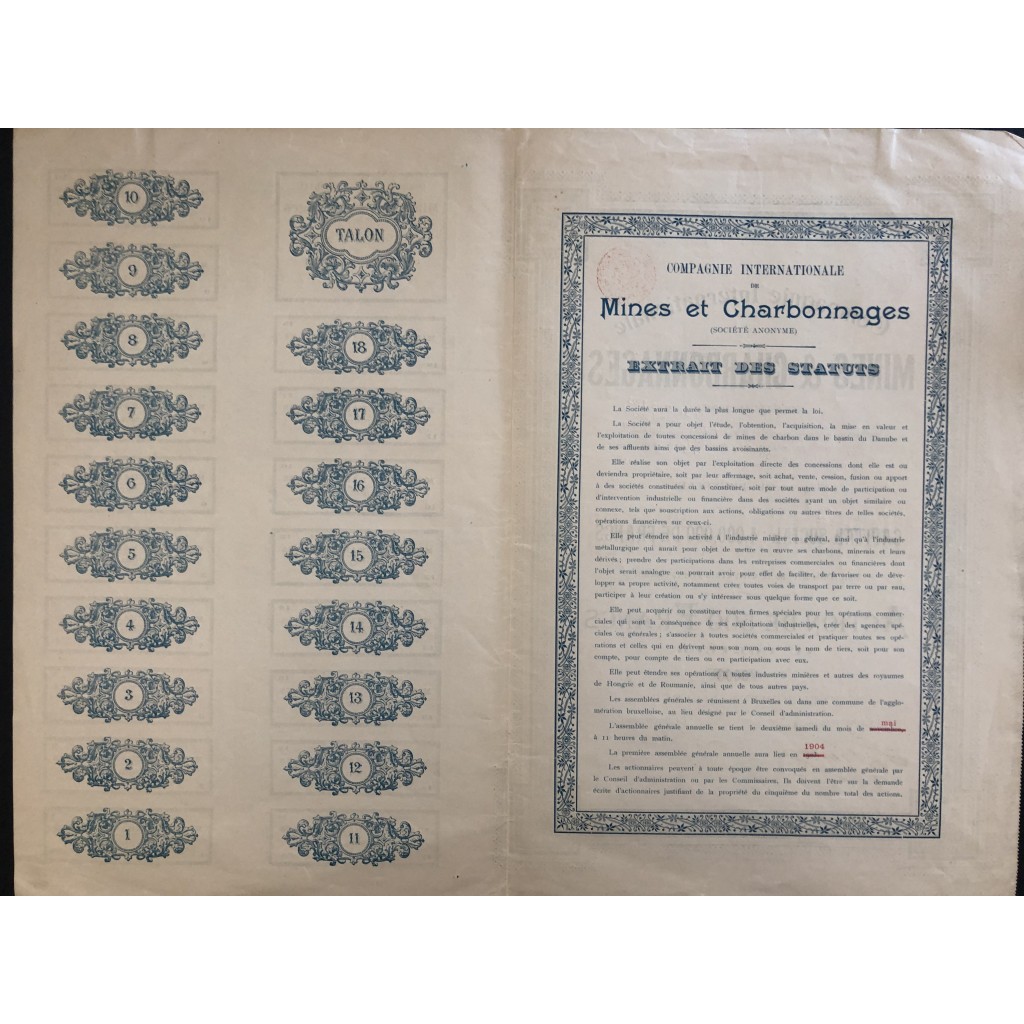 10
9
8
7
6
5
4
3
2
1
TALON
18
17
16
15
14
13
12
11
COMPAGNIE INTERNATIONALE
DE
Mines et Charbonnages
(SOCIÉTÉ ANONYME)
EXTRAIT DES STATUTS
La Société aura la durée la plus longue que permet la loi.
La Société a pour objet l'étude, l'obtention, l'acquisition, la mise en valeur et
l'exploitation de toutes concessions de mines de charbon dans le bassin du Danube et
de ses affluents ainsi que des bassins avoisinants.
Elle réalise son objet par l'exploitation directe des concessions dont elle est ou
deviendra propriétaire, soit par leur affermage, soit achat, vente, cession, fusion ou apport
à des sociétés constituées ou à constituer, soit par tout autre mode de participation ou
d'intervention industrielle ou financière dans des sociétés ayant un objet similaire ou
connexe, tels que souscription aux actions, obligations ou autres titres de telles sociétés,
opérations financières sur ceux-ci.
Elle peut étendre son activité à l'industrie minière en général, ainsi qu'à l'industrie
métallurgique qui aurait pour objet de mettre en œuvre ses charbons, minerais et leurs
dérivés; prendre des participations dans les entreprises commerciales ou financières dont
l'objet serait analogue ou pourrait avoir pour effet de faciliter, de favoriser ou de déve-
lopper sa propre activité, notamment créer toutes voies de transport par terre ou par eau,
participer à leur création ou s'y intéresser sous quelque forme que ce soit.
Elle peut acquérir ou constituer toutes firmes spéciales pour les opérations commer-
ciales qui sont la conséquence de ses exploitations industrielles, créer des agences spé-
ciales ou générales; s'associer à toutes sociétés commerciales et pratiquer toutes ses opé-
rations et celles qui en dérivent sous son nom ou sous le nom de tiers, soit pour son
compte, pour compte de tiers ou en participation avec eux.
Elle peut étendre ses opérations à toutes industries minières et autres des royaumes
de Hongrie et de Roumanie, ainsi que de tous autres pays.
Les assemblées générales se réunissent à Bruxelles ou dans une commune de l'agglo-
mération bruxelloise, au lieu désigné par le Conseil d'administration.
L'assemblée générale annuelle se tient le deuxième samedi du mois de mai
à 11 heures du matin.
La première assemblée générale annuelle aura lieu en 1904
Les actionnaires peuvent à toute époque être convoqués en assemblée générale par
le Conseil d'administration ou par les Commissaires. Ils doivent l'être sur la demande
écrite d'actionnaires justifiant de la propriété du cinquième du nombre total des actions.